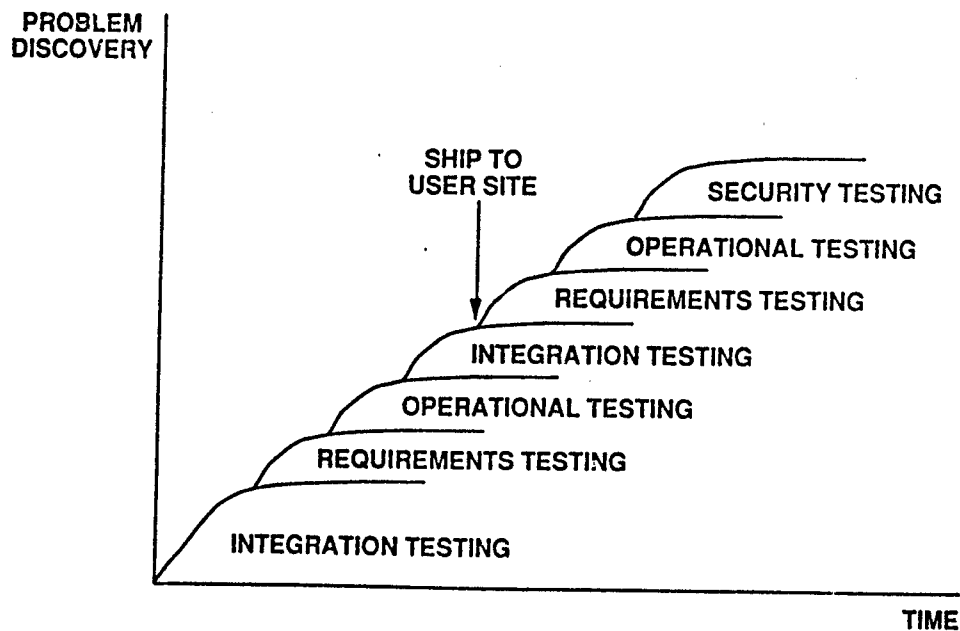 PROBLEM
DISCOVERY
SHIP TO
USER SITE
SECURITY TESTING
OPERATIONAL TESTING
REQUIREMENTS TESTING
INTEGRATION TESTING
OPERATIONAL TESTING
REQUIREMENTS TESTING
INTEGRATION TESTING
TIME